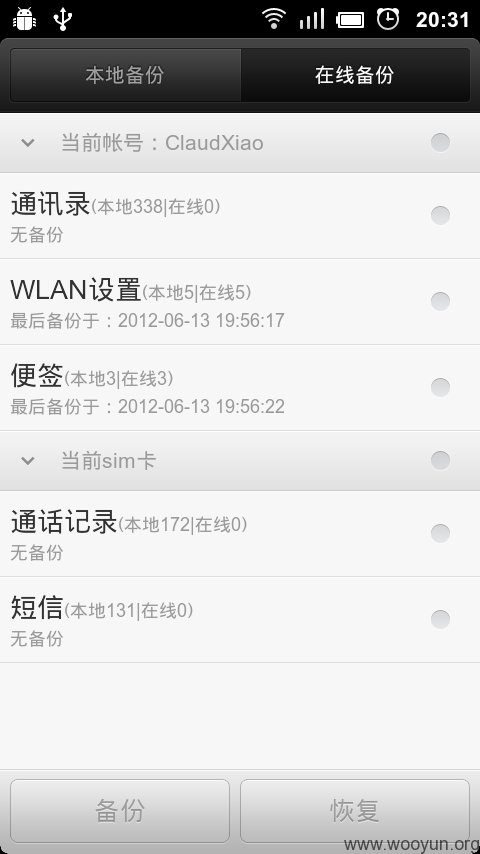 20:31
本地备份 在线备份
当前帐号：ClaudXiao
通讯录(本地338|在线0)
无备份
WLAN设置(本地5|在线5)
最后备份于：2012-06-13 19:56:17
便签(本地3|在线3)
最后备份于：2012-06-13 19:56:22
当前sim卡
通话记录(本地172|在线0)
无备份
短信(本地131|在线0)
无备份
备份 恢复
www.wooyun.org